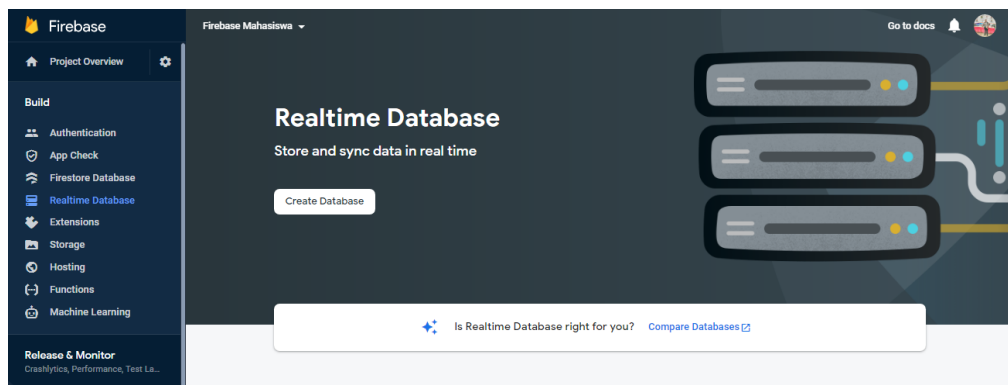 Firebase
Firebase Mahasiswa
Go to docs
Project Overview
Build
Authentication
App Check
Firestore Database
Realtime Database
Extensions
Storage
Hosting
Functions
Machine Learning
Release & Monitor
Crashlytics, Performance, Test La...
Realtime Database
Store and sync data in real time
Create Database
Is Realtime Database right for you? Compare Databases